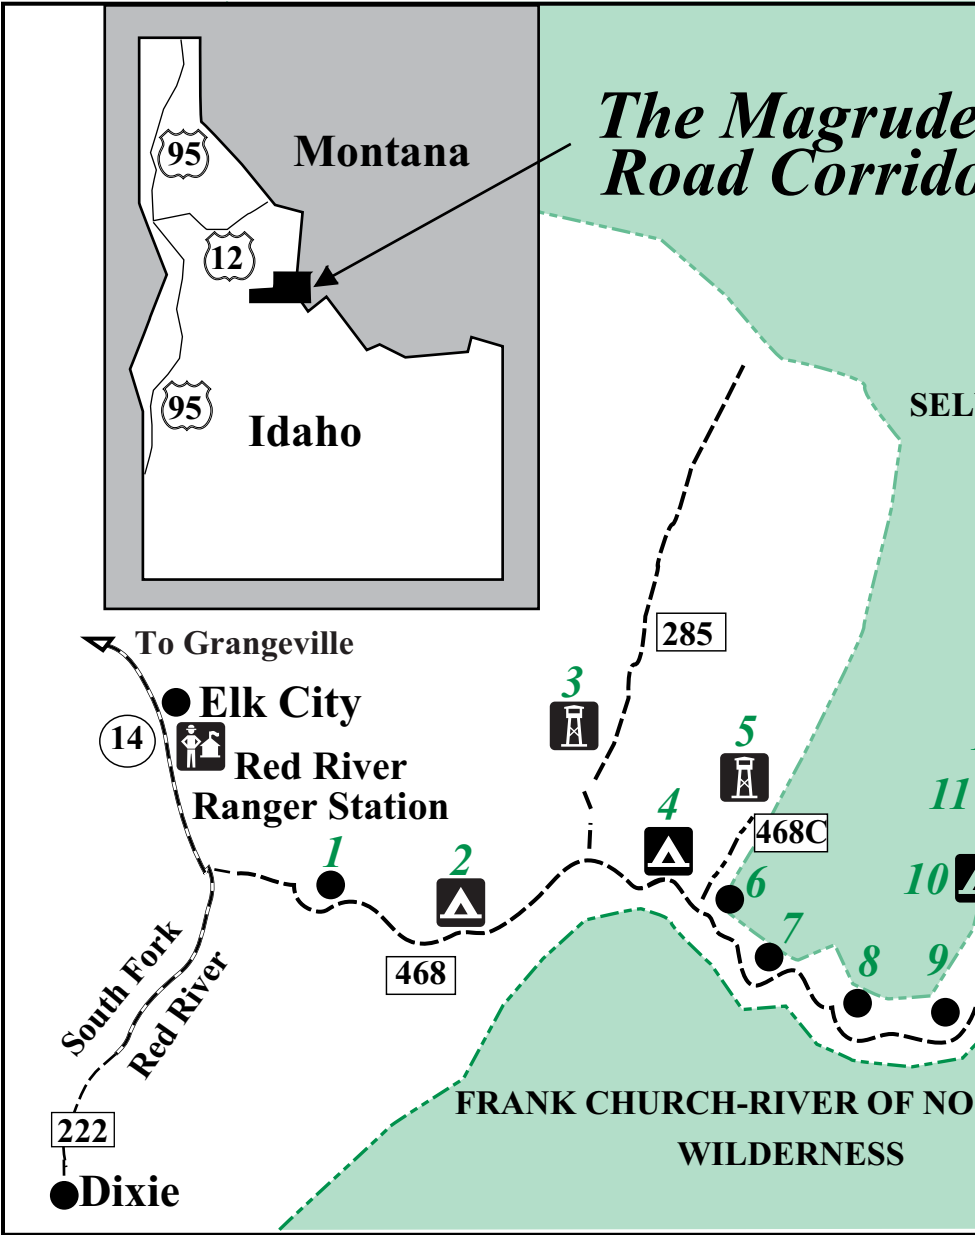 The Magrude
Road Corrido
Montana
95
12
95
Idaho
SEL
285
To Grangeville
Elk City
14
Red River
Ranger Station
3
5
4
468C
11
1
2
6
10
7
8
9
468
South Fork
Red River
FRANK CHURCH-RIVER OF NO
WILDERNESS
222
Dixie